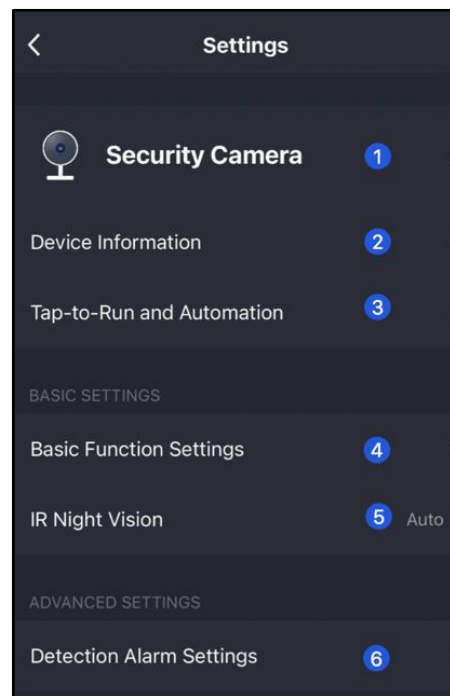 Settings
Security Camera 1
Device Information 2
Tap-to-Run and Automation 3
BASIC SETTINGS
Basic Function Settings 4
IR Night Vision 5 Auto
ADVANCED SETTINGS
Detection Alarm Settings 6